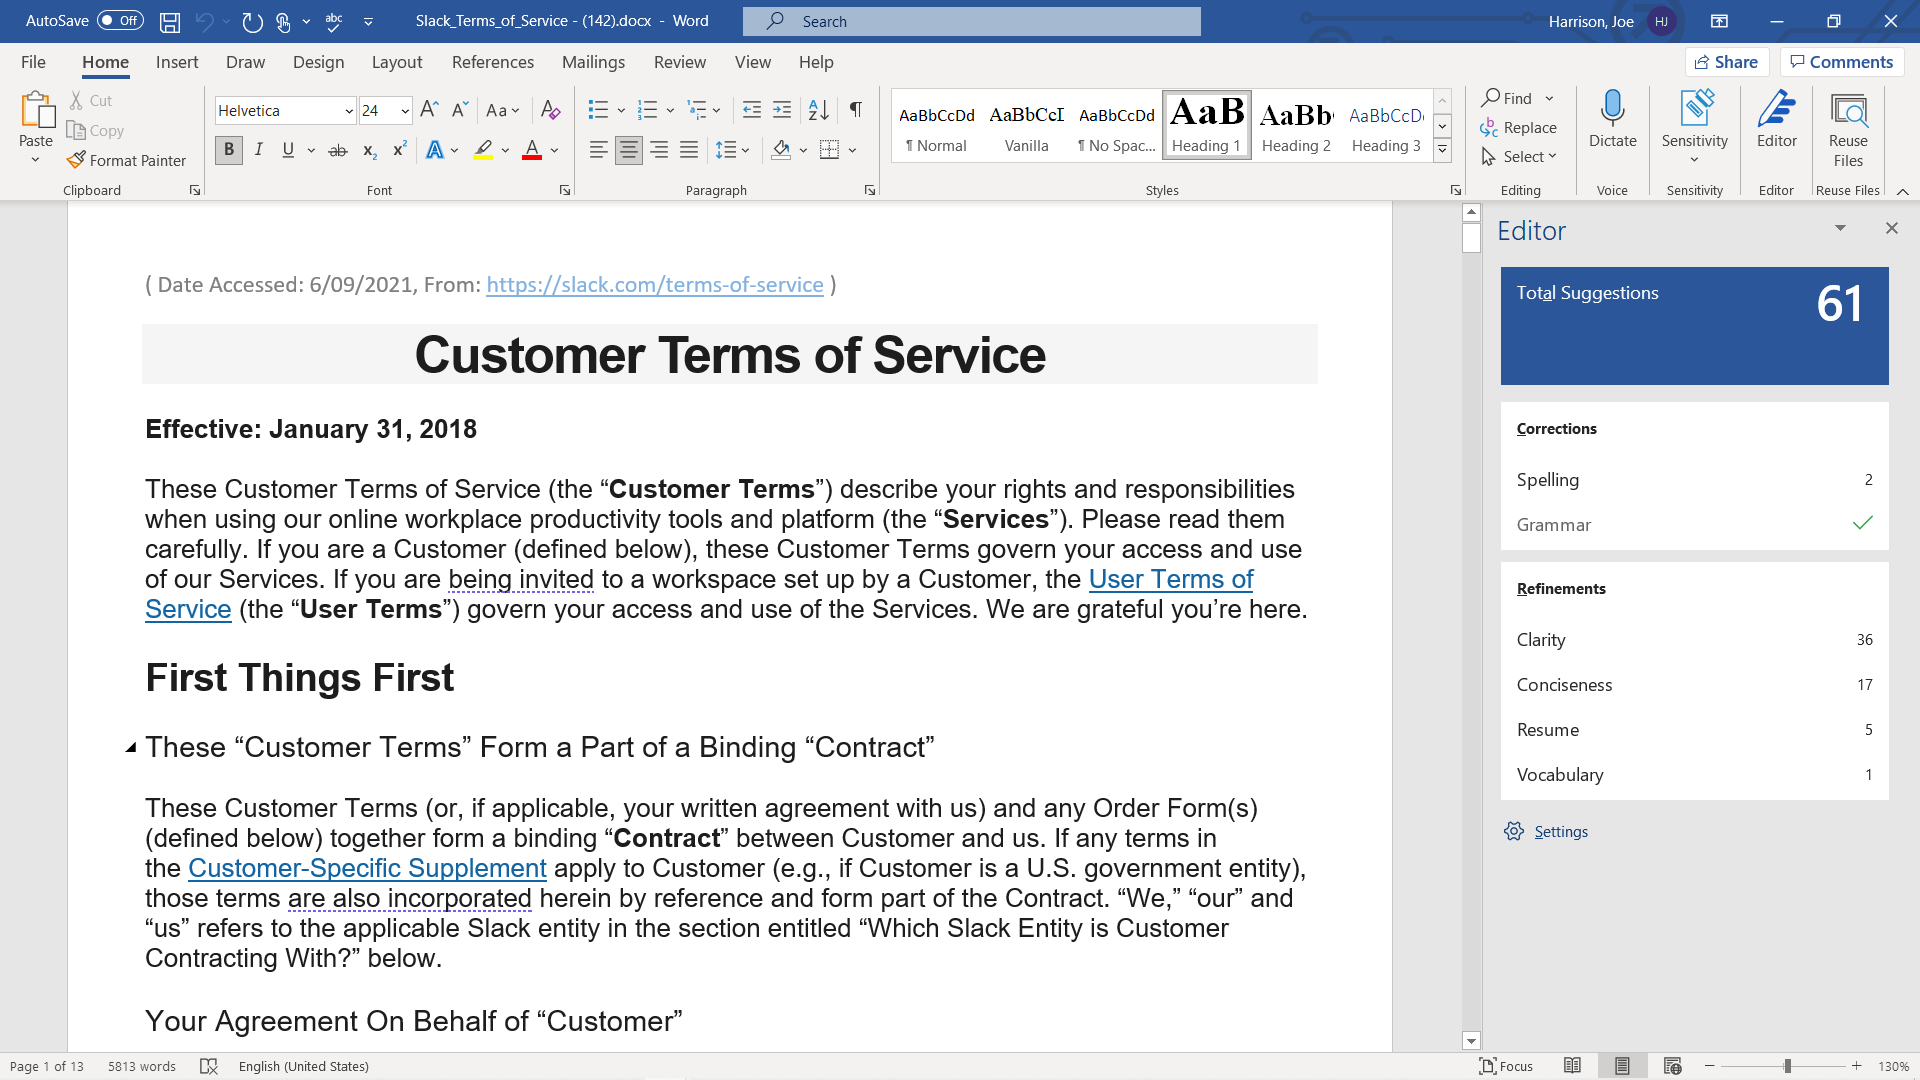 AutoSave Off Slack_Terms_of_Service - (142).docx - Word Search Harrison, Joe HJ
File Home Insert Draw Design Layout References Mailings Review View Help Share Comments
Paste
Cut
Copy
Format Painter
Clipboard
Helvetica 24
Font
Paragraph
AaBbCcDd AaBbCcI AaBbCcDd AaB AaBb AaBbCcD
¶ Normal Vanilla ¶ No Spac... Heading 1 Heading 2 Heading 3
Styles
Find
Replace
Select
Editing
Dictate
Voice
Sensitivity
Sensitivity
Editor
Editor
Reuse
Files
Reuse Files
( Date Accessed: 6/09/2021, From: https://slack.com/terms-of-service )
Customer Terms of Service
Effective: January 31, 2018
These Customer Terms of Service (the “Customer Terms”) describe your rights and responsibilities
when using our online workplace productivity tools and platform (the “Services”). Please read them
carefully. If you are a Customer (defined below), these Customer Terms govern your access and use
of our Services. If you are being invited to a workspace set up by a Customer, the User Terms of
Service (the “User Terms”) govern your access and use of the Services. We are grateful you’re here.
First Things First
These “Customer Terms” Form a Part of a Binding “Contract”
These Customer Terms (or, if applicable, your written agreement with us) and any Order Form(s)
(defined below) together form a binding “Contract” between Customer and us. If any terms in
the Customer-Specific Supplement apply to Customer (e.g., if Customer is a U.S. government entity),
those terms are also incorporated herein by reference and form part of the Contract. “We,” “our” and
“us” refers to the applicable Slack entity in the section entitled “Which Slack Entity is Customer
Contracting With?” below.
Your Agreement On Behalf of “Customer”
Editor
Total Suggestions 61
Corrections
Spelling 2
Grammar
Refinements
Clarity 36
Conciseness 17
Resume 5
Vocabulary 1
Settings
Page 1 of 13 5813 words English (United States) Focus 130%